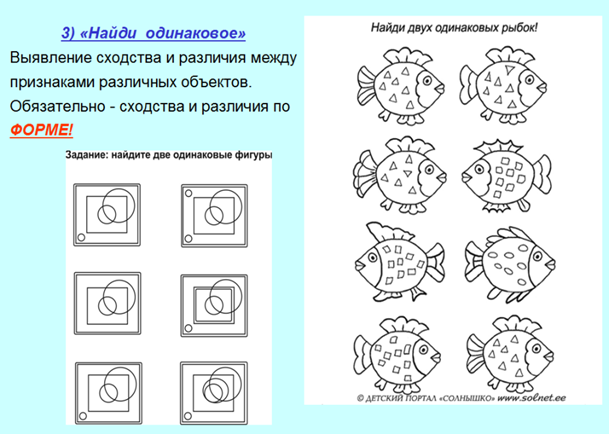 3) «Найди одинаковое»
Выявление сходства и различия между
признаками различных объектов.
Обязательно - сходства и различия по
ФОРМЕ!
Задание: найдите две одинаковые фигуры
Найди двух одинаковых рыбок!
© ДЕТСКИЙ ПОРТАЛ «СОЛНЫШКО» www.solnet.ee